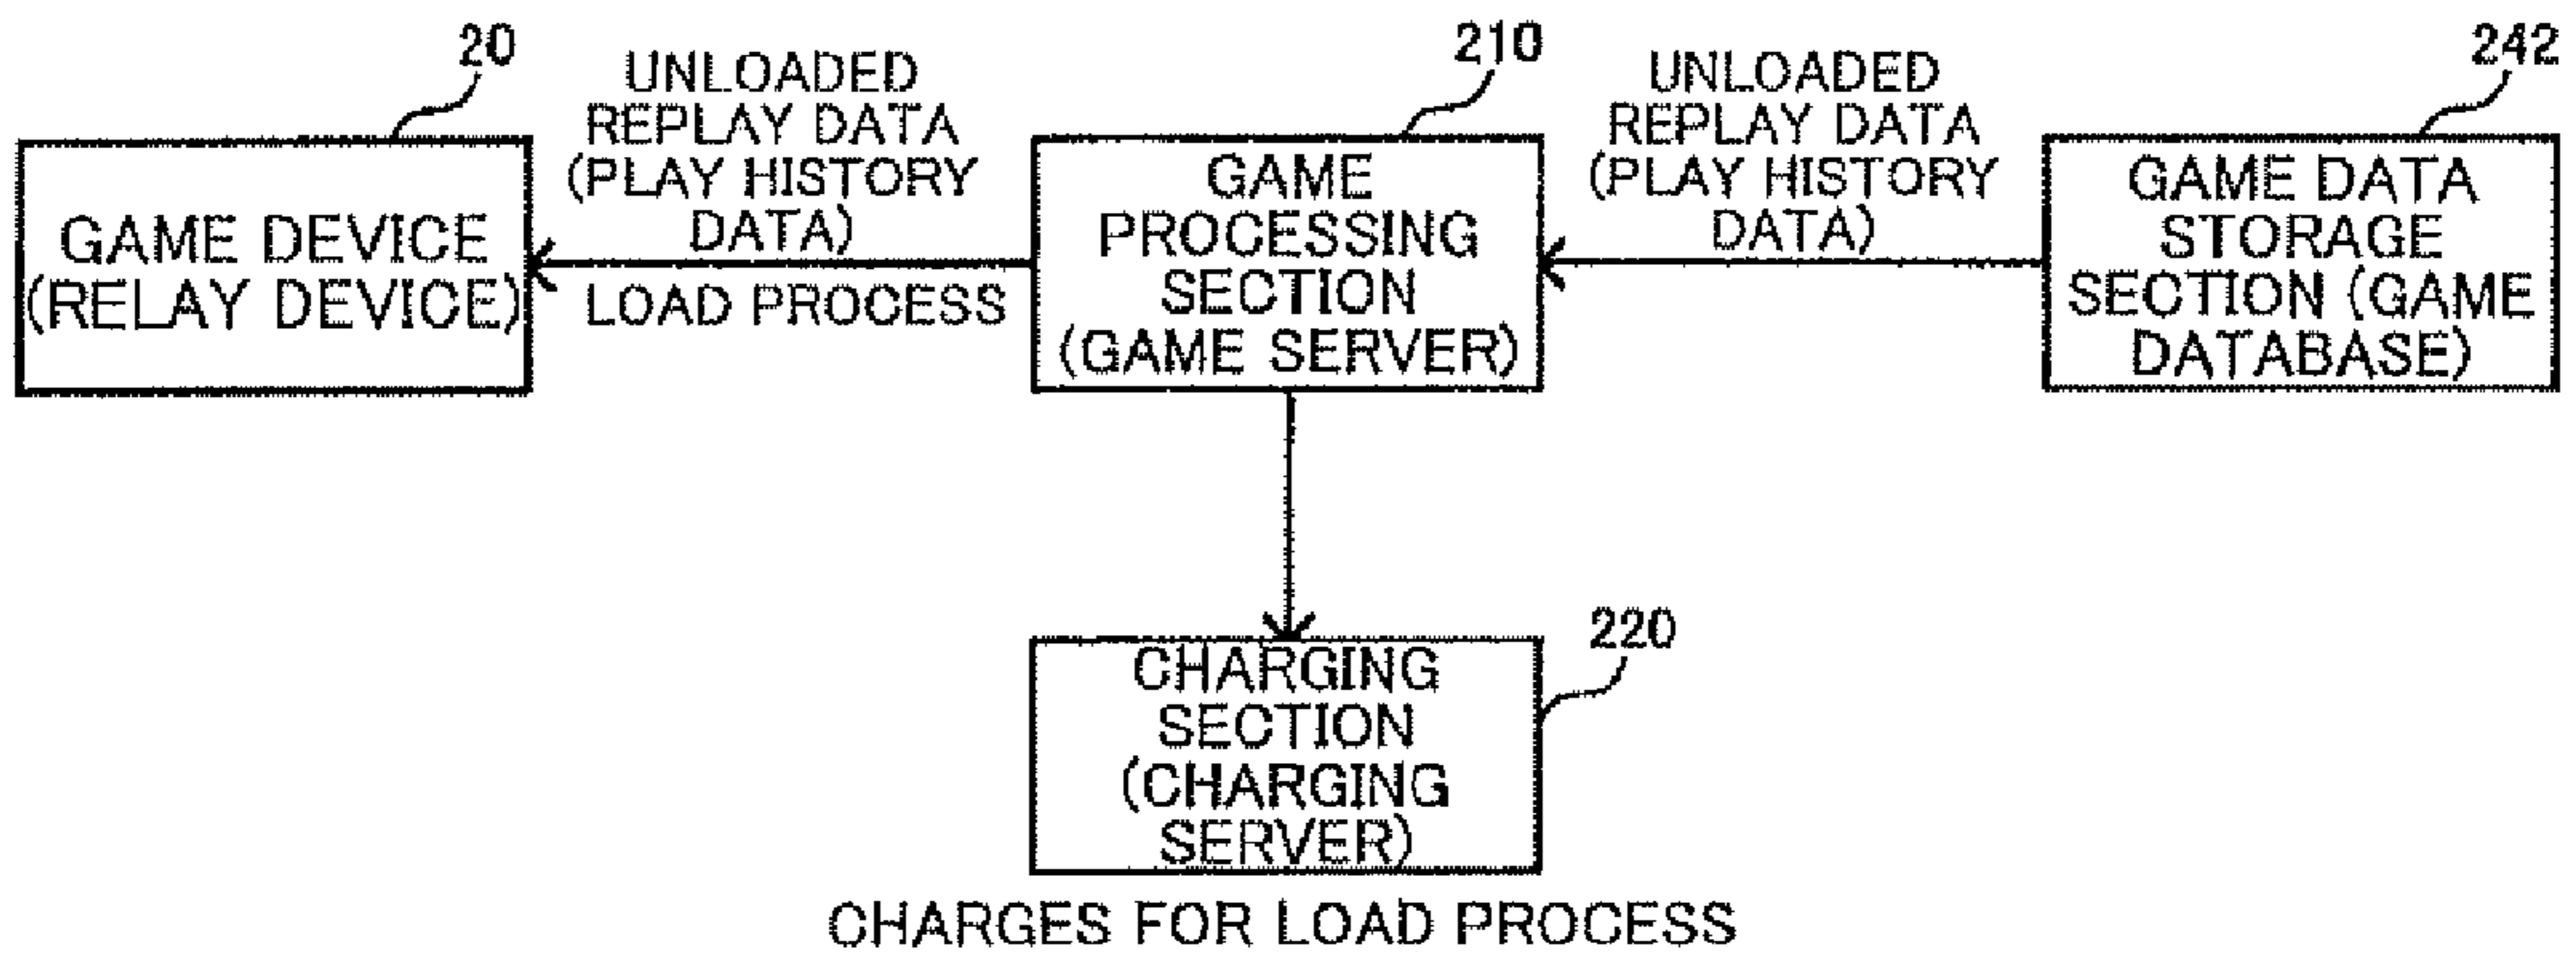 20
UNLOADED
REPLAY DATA
(PLAY HISTORY
DATA)
LOAD PROCESS
GAME DEVICE
(RELAY DEVICE)
210
GAME
PROCESSING
SECTION
(GAME SERVER)
UNLOADED
REPLAY DATA
(PLAY HISTORY
DATA)
242
GAME DATA
STORAGE
SECTION (GAME
DATABASE)
220
CHARGING
SECTION
(CHARGING
SERVER)
CHARGES FOR LOAD PROCESS